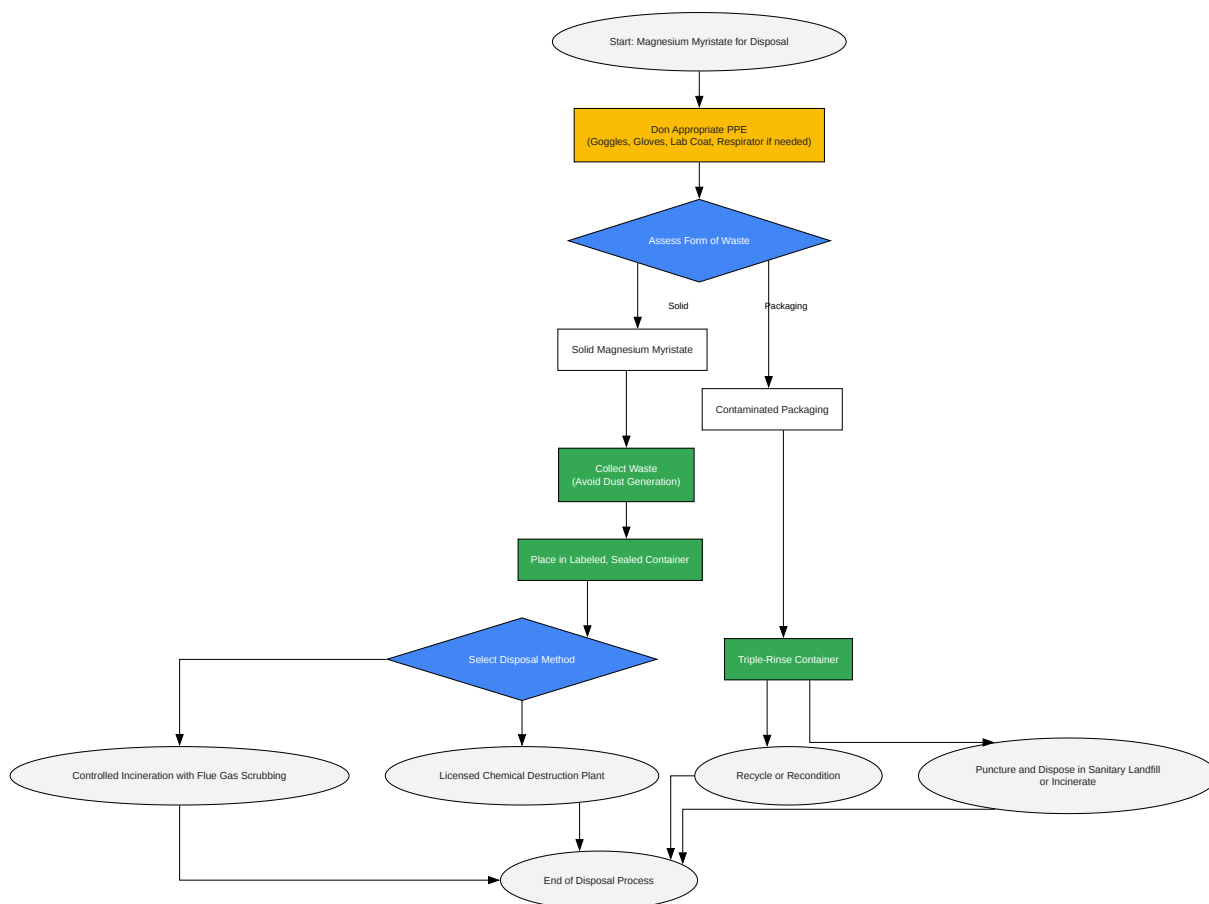 Start: Magnesium Myristate for Disposal
Don Appropriate PPE
(Goggles, Gloves, Lab Coat, Respirator if needed)
Assess Form of Waste
Solid
Packaging
Solid Magnesium Myristate
Contaminated Packaging
Collect Waste
(Avoid Dust Generation)
Place in Labeled, Sealed Container
Select Disposal Method
Triple-Rinse Container
Controlled Incineration with Flue Gas Scrubbing
Licensed Chemical Destruction Plant
Recycle or Recondition
Puncture and Dispose in Sanitary Landfill
or Incinerate
End of Disposal Process